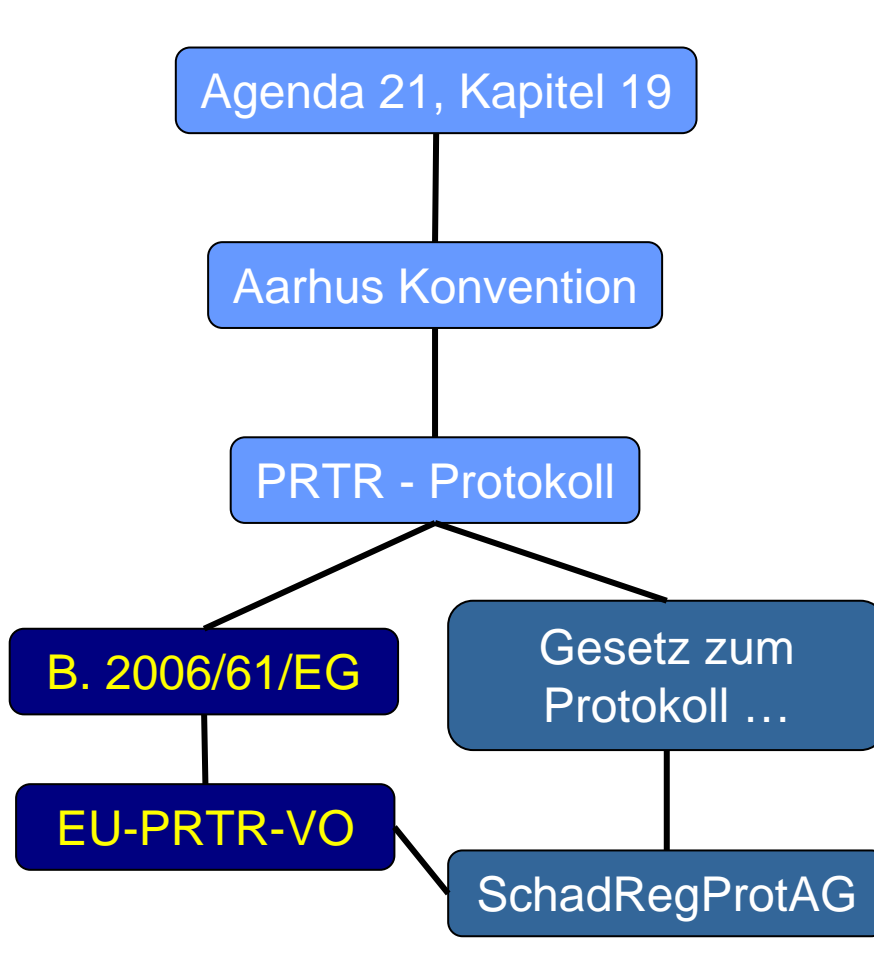 Agenda 21, Kapitel 19
Aarhus Konvention
PRTR - Protokoll
B. 2006/61/EG
Gesetz zum
Protokoll …
EU-PRTR-VO
SchadRegProtAG